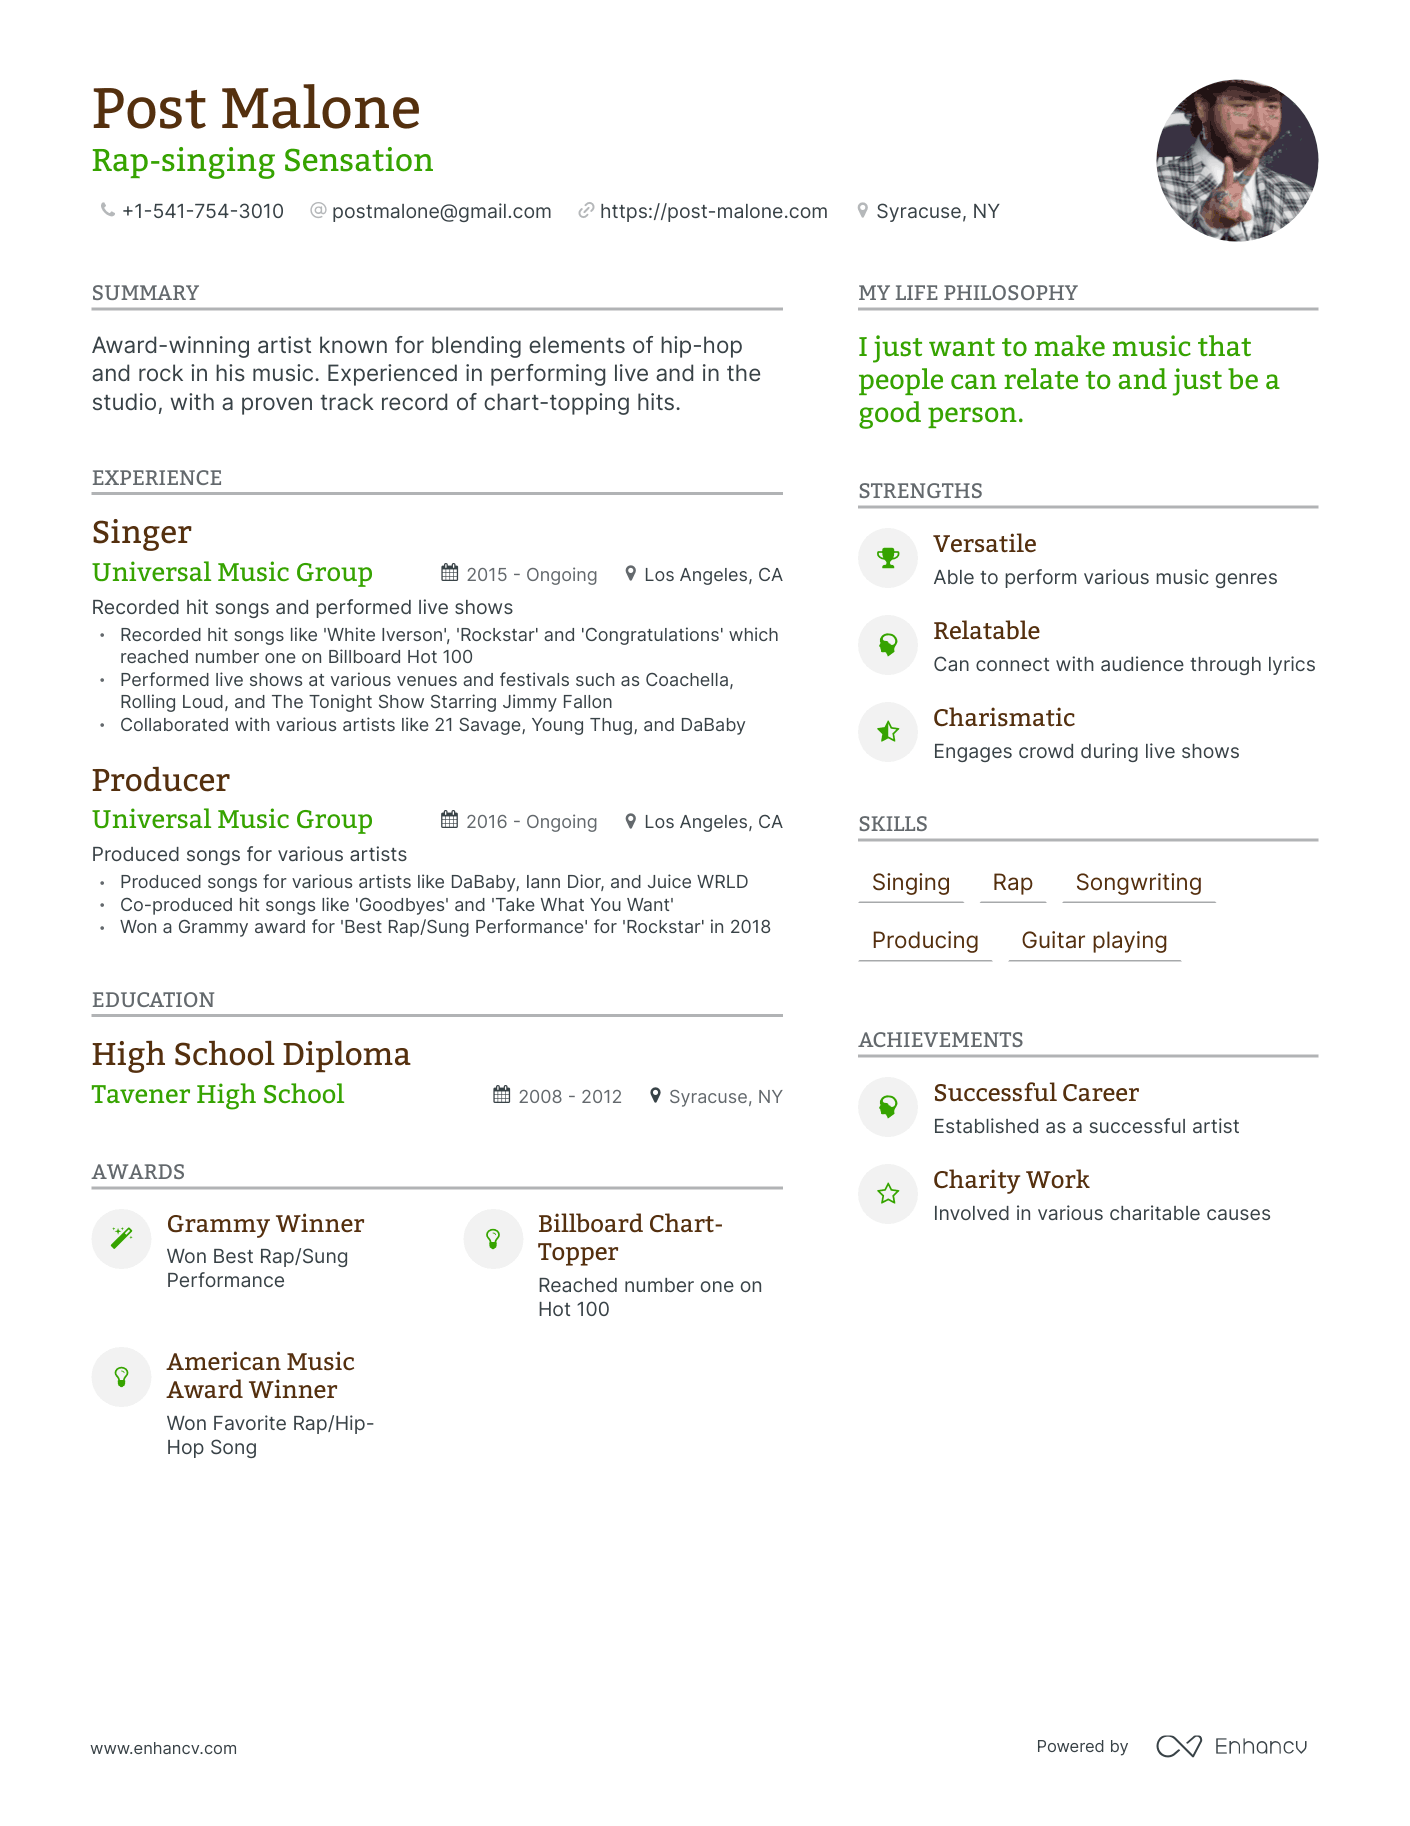 Post Malone
Rap-singing Sensation
+1-541-754-3010 @ postmalone@gmail.com https://post-malone.com Syracuse, NY
SUMMARY
Award-winning artist known for blending elements of hip-hop
and rock in his music. Experienced in performing live and in the
studio, with a proven track record of chart-topping hits.
EXPERIENCE
Singer
Universal Music Group 2015 - Ongoing Los Angeles, CA
Recorded hit songs and performed live shows
• Recorded hit songs like 'White Iverson', 'Rockstar' and 'Congratulations' which
reached number one on Billboard Hot 100
• Performed live shows at various venues and festivals such as Coachella,
Rolling Loud, and The Tonight Show Starring Jimmy Fallon
• Collaborated with various artists like 21 Savage, Young Thug, and DaBaby
Producer
Universal Music Group 2016 - Ongoing Los Angeles, CA
Produced songs for various artists
• Produced songs for various artists like DaBaby, Iann Dior, and Juice WRLD
• Co-produced hit songs like 'Goodbyes' and 'Take What You Want'
• Won a Grammy award for 'Best Rap/Sung Performance' for 'Rockstar' in 2018
EDUCATION
High School Diploma
Tavener High School 2008 - 2012 Syracuse, NY
AWARDS
Grammy Winner
Won Best Rap/Sung
Performance
Billboard Chart-
Topper
Reached number one on
Hot 100
American Music
Award Winner
Won Favorite Rap/Hip-
Hop Song
MY LIFE PHILOSOPHY
I just want to make music that
people can relate to and just be a
good person.
STRENGTHS
Versatile
Able to perform various music genres
Relatable
Can connect with audience through lyrics
Charismatic
Engages crowd during live shows
SKILLS
Singing Rap Songwriting
Producing Guitar playing
ACHIEVEMENTS
Successful Career
Established as a successful artist
Charity Work
Involved in various charitable causes
www.enhancv.com
Powered by Enhancv